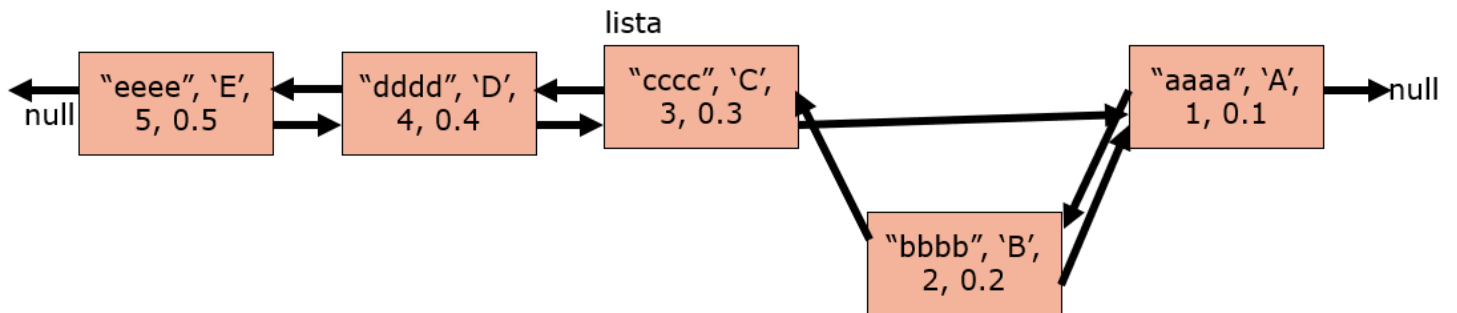 lista
null
“eeee”, ‘E’,
5, 0.5
“dddd”, ‘D’,
4, 0.4
“cccc”, ‘C’,
3, 0.3
“aaaa”, ‘A’,
1, 0.1
null
“bbbb”, ‘B’,
2, 0.2